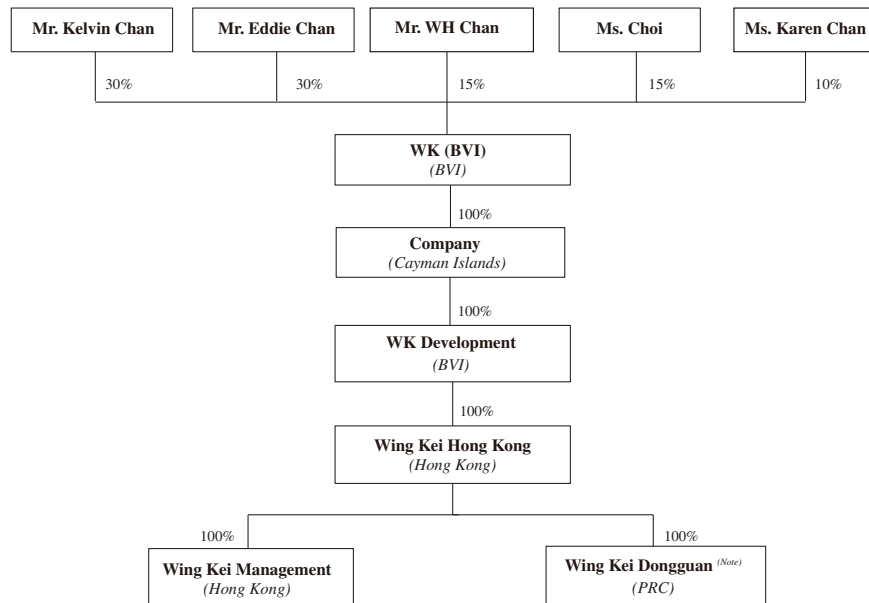 Mr. Kelvin Chan
Mr. Eddie Chan
Mr. WH Chan
Ms. Choi
Ms. Karen Chan
30%
30%
15%
15%
10%
WK (BVI)
(BVI)
100%
Company
(Cayman Islands)
100%
WK Development
(BVI)
100%
Wing Kei Hong Kong
(Hong Kong)
100%
100%
Wing Kei Management
(Hong Kong)
Wing Kei Dongguan (Note)
(PRC)